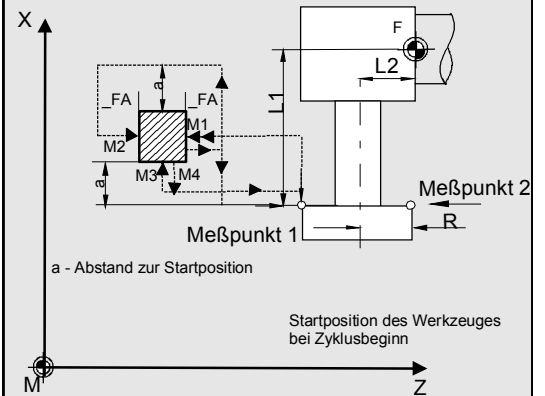 X
F
L2
a
_FA
_FA
L1
M1
M2
M3
M4
a
Meßpunkt 2
R
Meßpunkt 1
a - Abstand zur Startposition
Startposition des Werkzeuges
bei Zyklusbeginn
M
Z